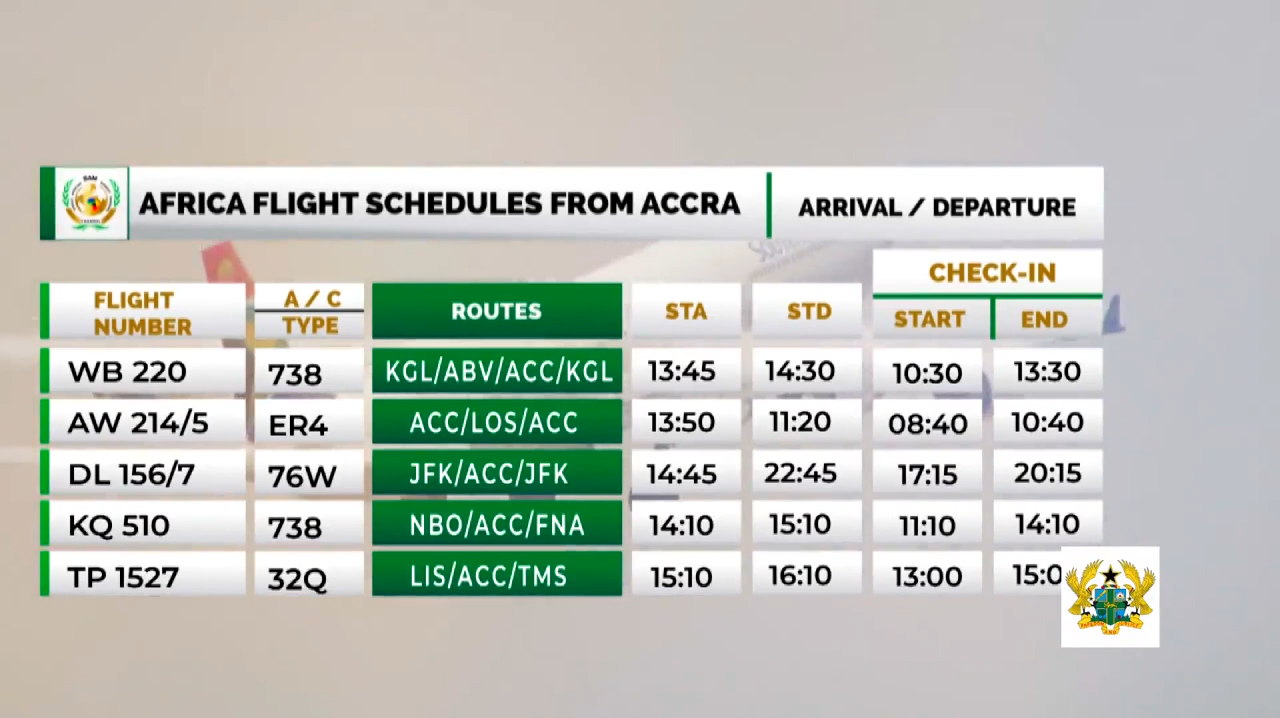 AFRICA FLIGHT SCHEDULES FROM ACCRA ARRIVAL / DEPARTURE
CHECK-IN
FLIGHT NUMBER A / C TYPE ROUTES STA STD START END
WB 220 738 KGL/ABV/ACC/KGL 13:45 14:30 10:30 13:30
AW 214/5 ER4 ACC/LOS/ACC 13:50 11:20 08:40 10:40
DL 156/7 76W JFK/ACC/JFK 14:45 22:45 17:15 20:15
KQ 510 738 NBO/ACC/FNA 14:10 15:10 11:10 14:10
TP 1527 32Q LIS/ACC/TMS 15:10 16:10 13:00